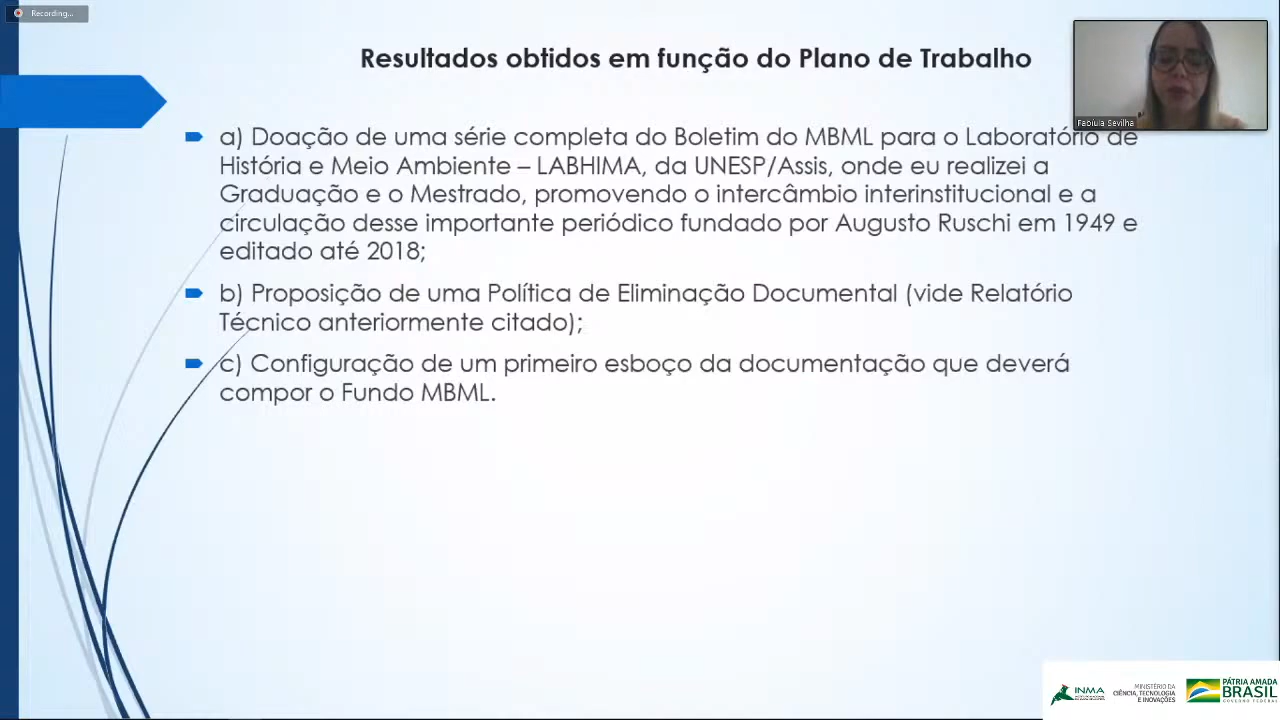 Recording...
Resultados obtidos em função do Plano de Trabalho
Fabíula Sevilha
a) Doação de uma série completa do Boletim do MBML para o Laboratório de
História e Meio Ambiente – LABHIMA, da UNESP/Assis, onde eu realizei a
Graduação e o Mestrado, promovendo o intercâmbio interinstitucional e a
circulação desse importante periódico fundado por Augusto Ruschi em 1949 e
editado até 2018;
b) Proposição de uma Política de Eliminação Documental (vide Relatório
Técnico anteriormente citado);
c) Configuração de um primeiro esboço da documentação que deverá
compor o Fundo MBML.
INMA
MINISTÉRIO DA
CIÊNCIA, TECNOLOGIA
E INOVAÇÕES
PÁTRIA AMADA
BRASIL
GOVERNO FEDERAL